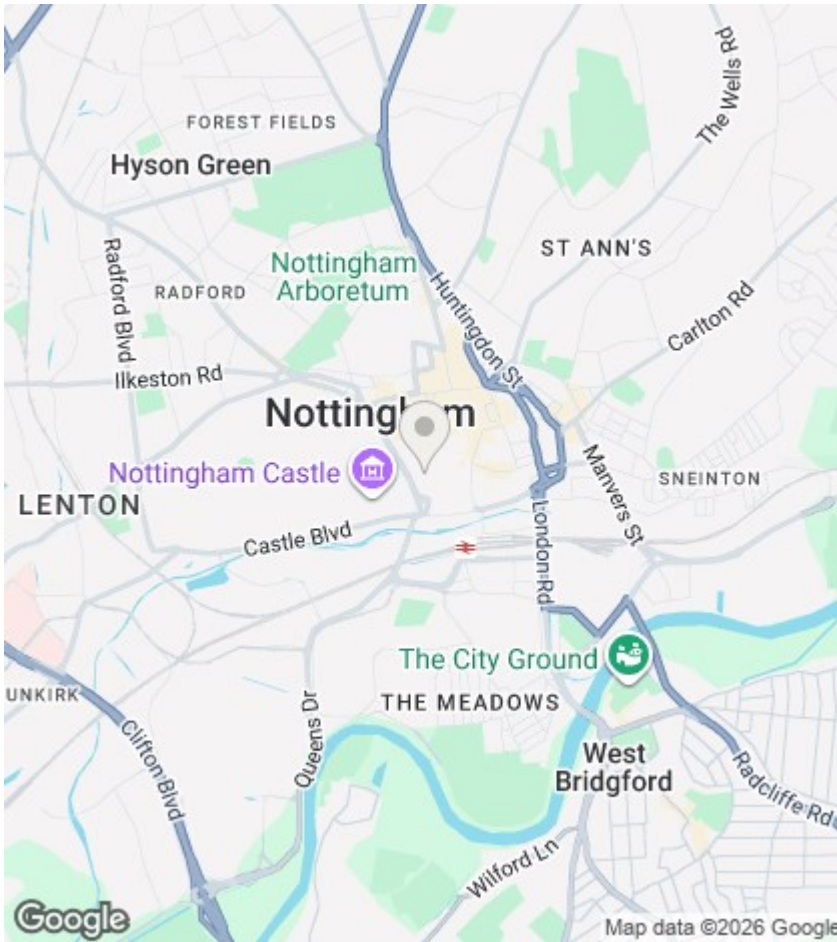 The Wells Rd
FOREST FIELDS
Hyson Green
ST ANN'S
Nottingham
Arboretum
Huntingdon St
RADFORD
Radford Blvd
Carlton Rd
Ilkeston Rd
Nottingham
Nottingham Castle
Manvers St
SNEINTON
LENTON
Castle Blvd
London Rd
The City Ground
UNKIRK
THE MEADOWS
Queens Dr
Clifton Blvd
West
Bridgford
Radcliffe Rd
Wilford Ln
Google
Map data ©2026 Google